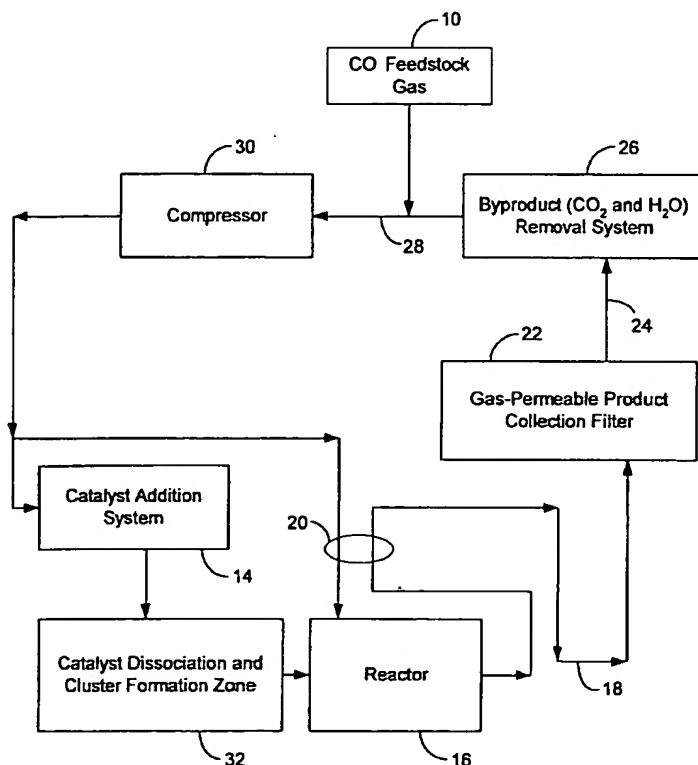 10
CO Feedstock
Gas
30
Compressor
28
26
Byproduct (CO₂ and H₂O)
Removal System
24
22
Gas-Permeable Product
Collection Filter
Catalyst Addition
System
14
20
18
Catalyst Dissociation and
Cluster Formation Zone
32
Reactor
16